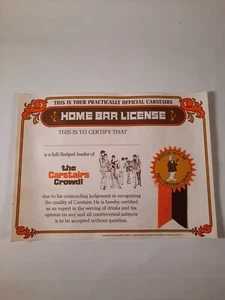 THIS IS YOUR PRACTICALLY OFFICIAL CARSTAIRS
HOME BAR LICENSE
THIS IS TO CERTIFY THAT
is a full-fledged leader of
the
Carstairs
Crowd!
due to his outstanding judgement in recognizing
the quality of Carstairs. He is hereby certified
as an expert in the serving of drinks and his
opinion on any and all controversial subjects
is to be accepted without question.